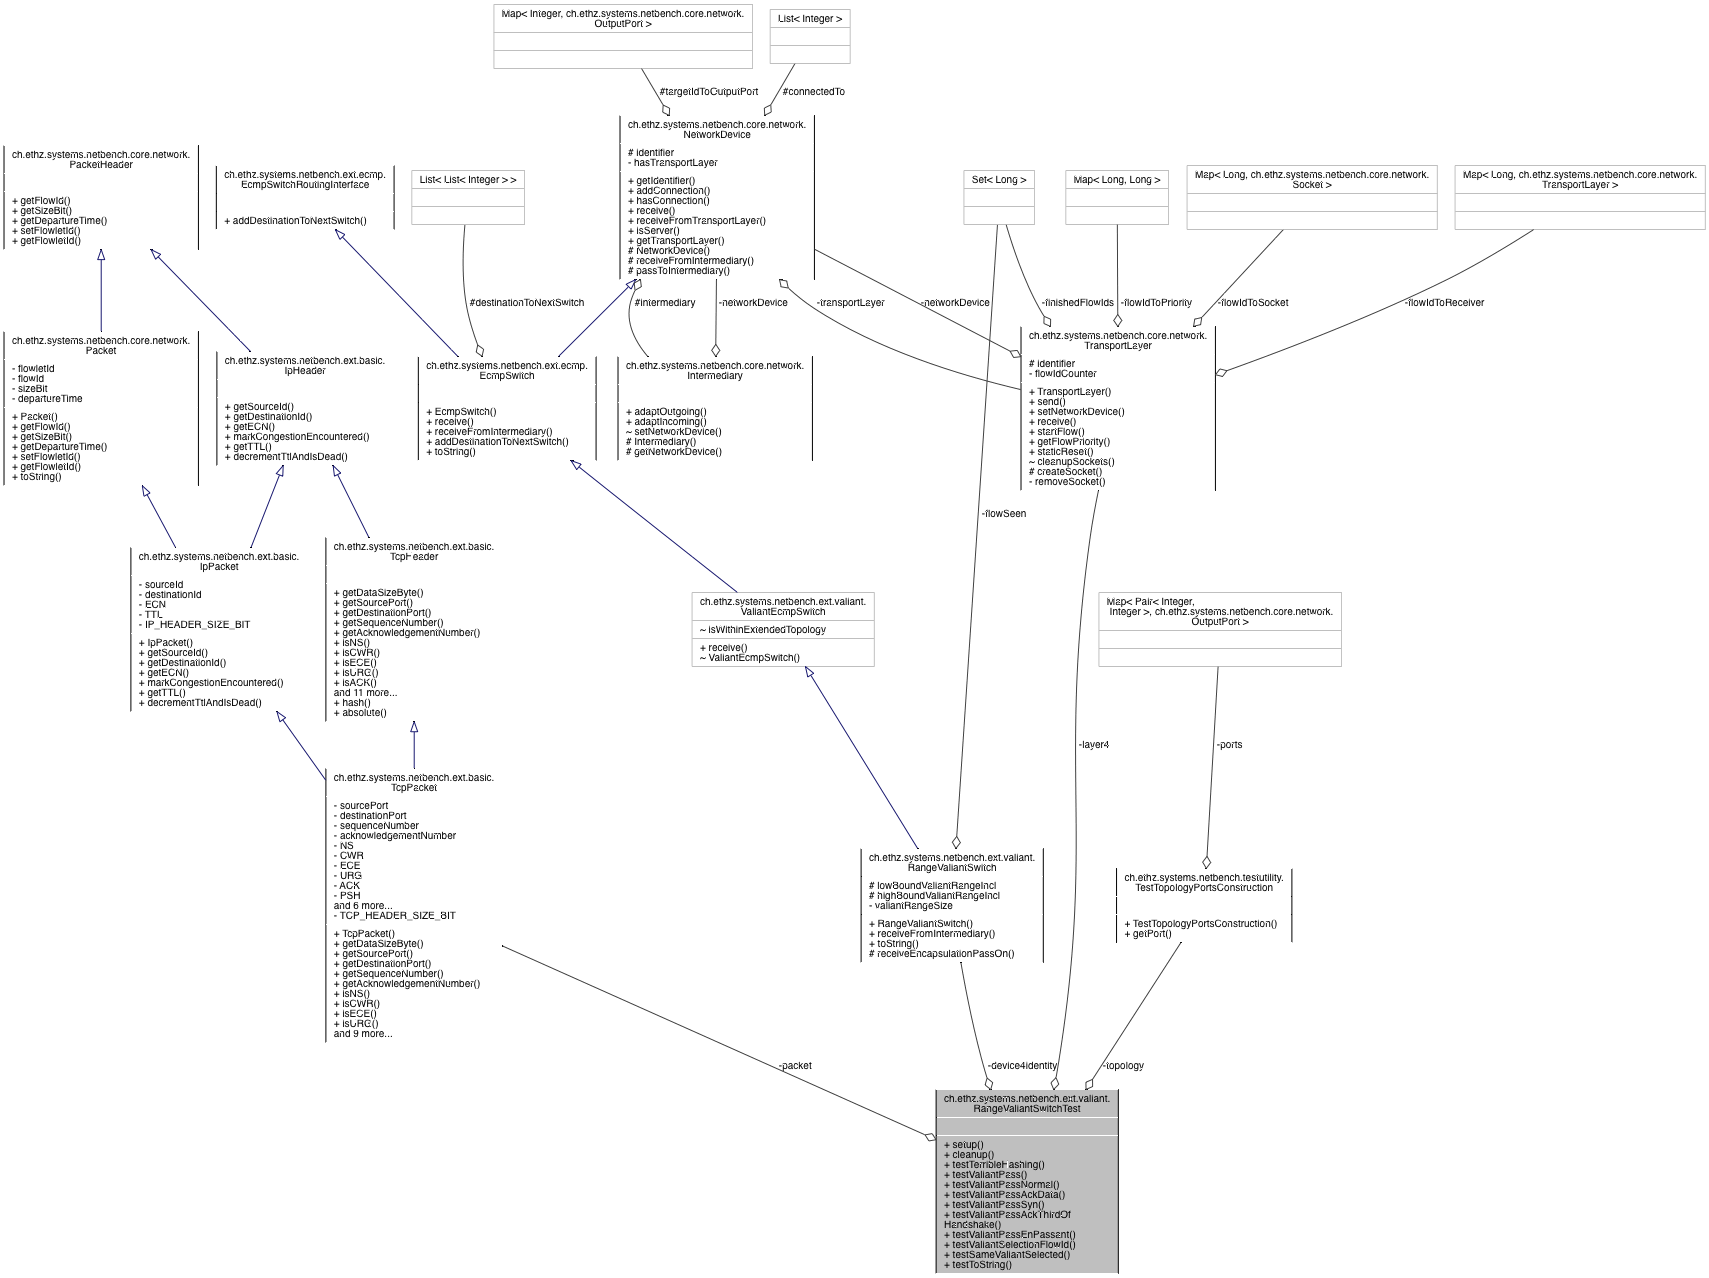 Map< Integer, ch.ethz.systems.netbench.core.network.
OutputPort >
List< Integer >
#targetIdToOutputPort
#connectedTo
ch.ethz.systems.netbench.core.network.
NetworkDevice
# identifier
- hasTransportLayer
+ getIdentifier()
+ addConnection()
+ hasConnection()
+ receive()
+ receiveFromTransportLayer()
+ isServer()
+ getTransportLayer()
# NetworkDevice()
# receiveFromIntermediary()
# passToIntermediary()
ch.ethz.systems.netbench.core.network.
PacketHeader
+ getFlowId()
+ getSizeBit()
+ getDepartureTime()
+ setFlowletId()
+ getFlowletId()
ch.ethz.systems.netbench.ext.ecmp.
EcmpSwitchRoutingInterface
+ addDestinationToNextSwitch()
List< List< Integer > >
Set< Long >
Map< Long, Long >
Map< Long, ch.ethz.systems.netbench.core.network.
Socket >
Map< Long, ch.ethz.systems.netbench.core.network.
TransportLayer >
#destinationToNextSwitch
#intermediary
-networkDevice
-transportLayer
-networkDevice
-finishedFlowIds
-flowIdToPriority
-flowIdToSocket
-flowIdToReceiver
ch.ethz.systems.netbench.core.network.
Packet
- flowletId
- flowId
- sizeBit
- departureTime
+ Packet()
+ getFlowId()
+ getSizeBit()
+ getDepartureTime()
+ setFlowletId()
+ getFlowletId()
+ toString()
ch.ethz.systems.netbench.ext.basic.
IpHeader
+ getSourceId()
+ getDestinationId()
+ getECN()
+ markCongestionEncountered()
+ getTTL()
+ decrementTtlAndIsDead()
ch.ethz.systems.netbench.ext.ecmp.
EcmpSwitch
+ EcmpSwitch()
+ receive()
+ receiveFromIntermediary()
+ addDestinationToNextSwitch()
+ toString()
ch.ethz.systems.netbench.core.network.
Intermediary
+ adaptOutgoing()
+ adaptIncoming()
~ setNetworkDevice()
# Intermediary()
# getNetworkDevice()
ch.ethz.systems.netbench.core.network.
TransportLayer
# identifier
- flowIdCounter
+ TransportLayer()
+ send()
+ setNetworkDevice()
+ receive()
+ startFlow()
+ getFlowPriority()
+ staticReset()
~ cleanupSockets()
# createSocket()
- removeSocket()
-flowSeen
ch.ethz.systems.netbench.ext.basic.
IpPacket
- sourceId
- destinationId
- ECN
- TTL
- IP_HEADER_SIZE_BIT
+ IpPacket()
+ getSourceId()
+ getDestinationId()
+ getECN()
+ markCongestionEncountered()
+ getTTL()
+ decrementTtlAndIsDead()
ch.ethz.systems.netbench.ext.basic.
TcpHeader
+ getDataSizeByte()
+ getSourcePort()
+ getDestinationPort()
+ getSequenceNumber()
+ getAcknowledgementNumber()
+ isNS()
+ isCWR()
+ isECE()
+ isURG()
+ isACK()
and 11 more...
+ hash()
+ absolute()
ch.ethz.systems.netbench.ext.valiant.
ValiantEcmpSwitch
~ isWithinExtendedTopology
+ receive()
~ ValiantEcmpSwitch()
Map< Pair< Integer,
Integer >, ch.ethz.systems.netbench.core.network.
OutputPort >
-layer4
-ports
ch.ethz.systems.netbench.ext.basic.
TcpPacket
- sourcePort
- destinationPort
- sequenceNumber
- acknowledgementNumber
- NS
- CWR
- ECE
- URG
- ACK
- PSH
and 6 more...
- TCP_HEADER_SIZE_BIT
+ TcpPacket()
+ getDataSizeByte()
+ getSourcePort()
+ getDestinationPort()
+ getSequenceNumber()
+ getAcknowledgementNumber()
+ isNS()
+ isCWR()
+ isECE()
+ isURG()
and 9 more...
ch.ethz.systems.netbench.ext.valiant.
RangeValiantSwitch
# lowBoundValiantRangeIncl
# highBoundValiantRangeIncl
- valiantRangeSize
+ RangeValiantSwitch()
+ receiveFromIntermediary()
+ toString()
# receiveEncapsulationPassOn()
ch.ethz.systems.netbench.testutility.
TestTopologyPortsConstruction
+ TestTopologyPortsConstruction()
+ getPort()
-packet
-device4identity
-topology
ch.ethz.systems.netbench.ext.valiant.
RangeValiantSwitchTest
+ setup()
+ cleanup()
+ testTerribleHashing()
+ testValiantPass()
+ testValiantPassNormal()
+ testValiantPassAckData()
+ testValiantPassSyn()
+ testValiantPassAckThirdOf
Handshake()
+ testValiantPassEnPassant()
+ testValiantSelectionFlowId()
+ testSameValiantSelected()
+ testToString()